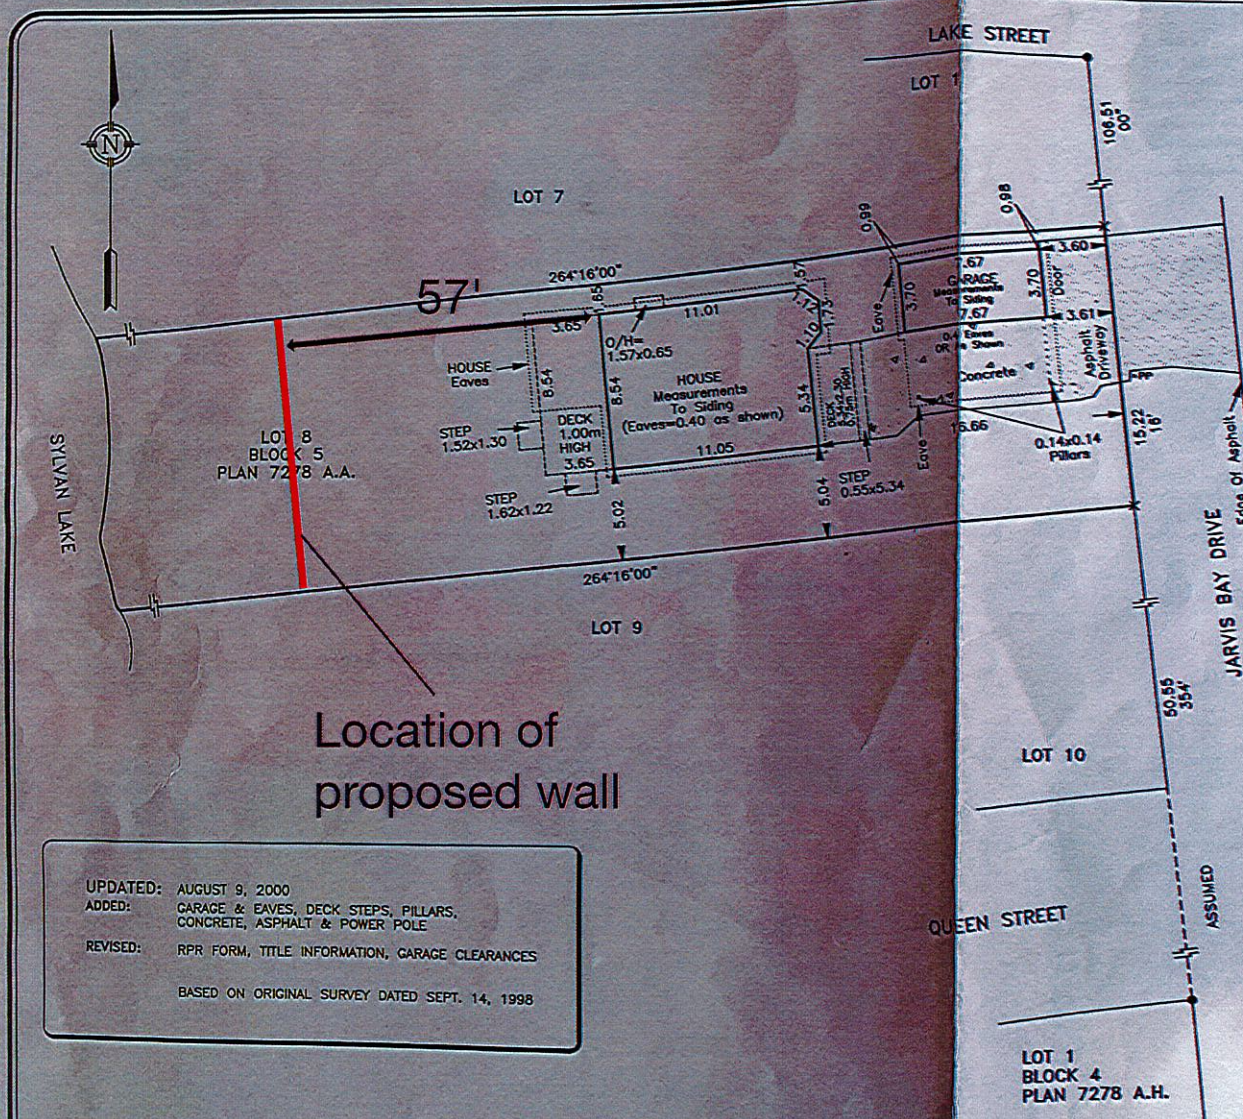 LAKE STREET
LOT 1
106.51
00"
N
LOT 7
0.99
0.98
264°16'00"
57'
3.60
7.67
GARAGE
Measurements
To Siding
7.67
3.70
3.70
Door
3.61
Eave
1.65
3.65
11.01
1.57
1.73
O/H=
1.57x0.65
HOUSE
Eaves
8.54
8.54
HOUSE
Measurements
To Siding
(Eaves=0.40 as shown)
5.34
DECK
Concrete
Asphalt
Driveway
PP
STEP
1.52x1.30
DECK
1.00m
HIGH
3.65
11.05
16.66
Eave
0.14x0.14
Pillars
15.22
16'
SYLVAN LAKE
LOT 8
BLOCK 5
PLAN 7278 A.A.
STEP
1.62x1.22
5.02
5.04
STEP
0.55x5.34
264°16'00"
Edge Of Asphalt
JARVIS BAY DRIVE
LOT 9
Location of
proposed wall
50.55
354'
LOT 10
UPDATED: AUGUST 9, 2000
ADDED: GARAGE & EAVES, DECK STEPS, PILLARS,
CONCRETE, ASPHALT & POWER POLE
REVISED: RPR FORM, TITLE INFORMATION, GARAGE CLEARANCES
BASED ON ORIGINAL SURVEY DATED SEPT. 14, 1998
QUEEN STREET
ASSUMED
LOT 1
BLOCK 4
PLAN 7278 A.H.